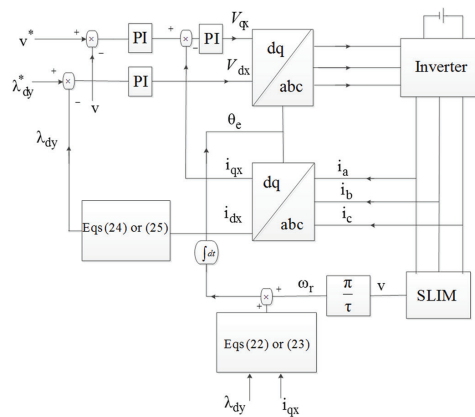 v* + − PI + − PI V_qx
λ*_dy + − v PI V_dx
dq
abc
Inverter
λ_dy
θ_e
i_qx
i_dx
dq
abc
i_a
i_b
i_c
Eqs (24) or (25)
∫dt
+ +
ω_r
π
τ
v
SLIM
Eqs (22) or (23)
λ_dy i_qx